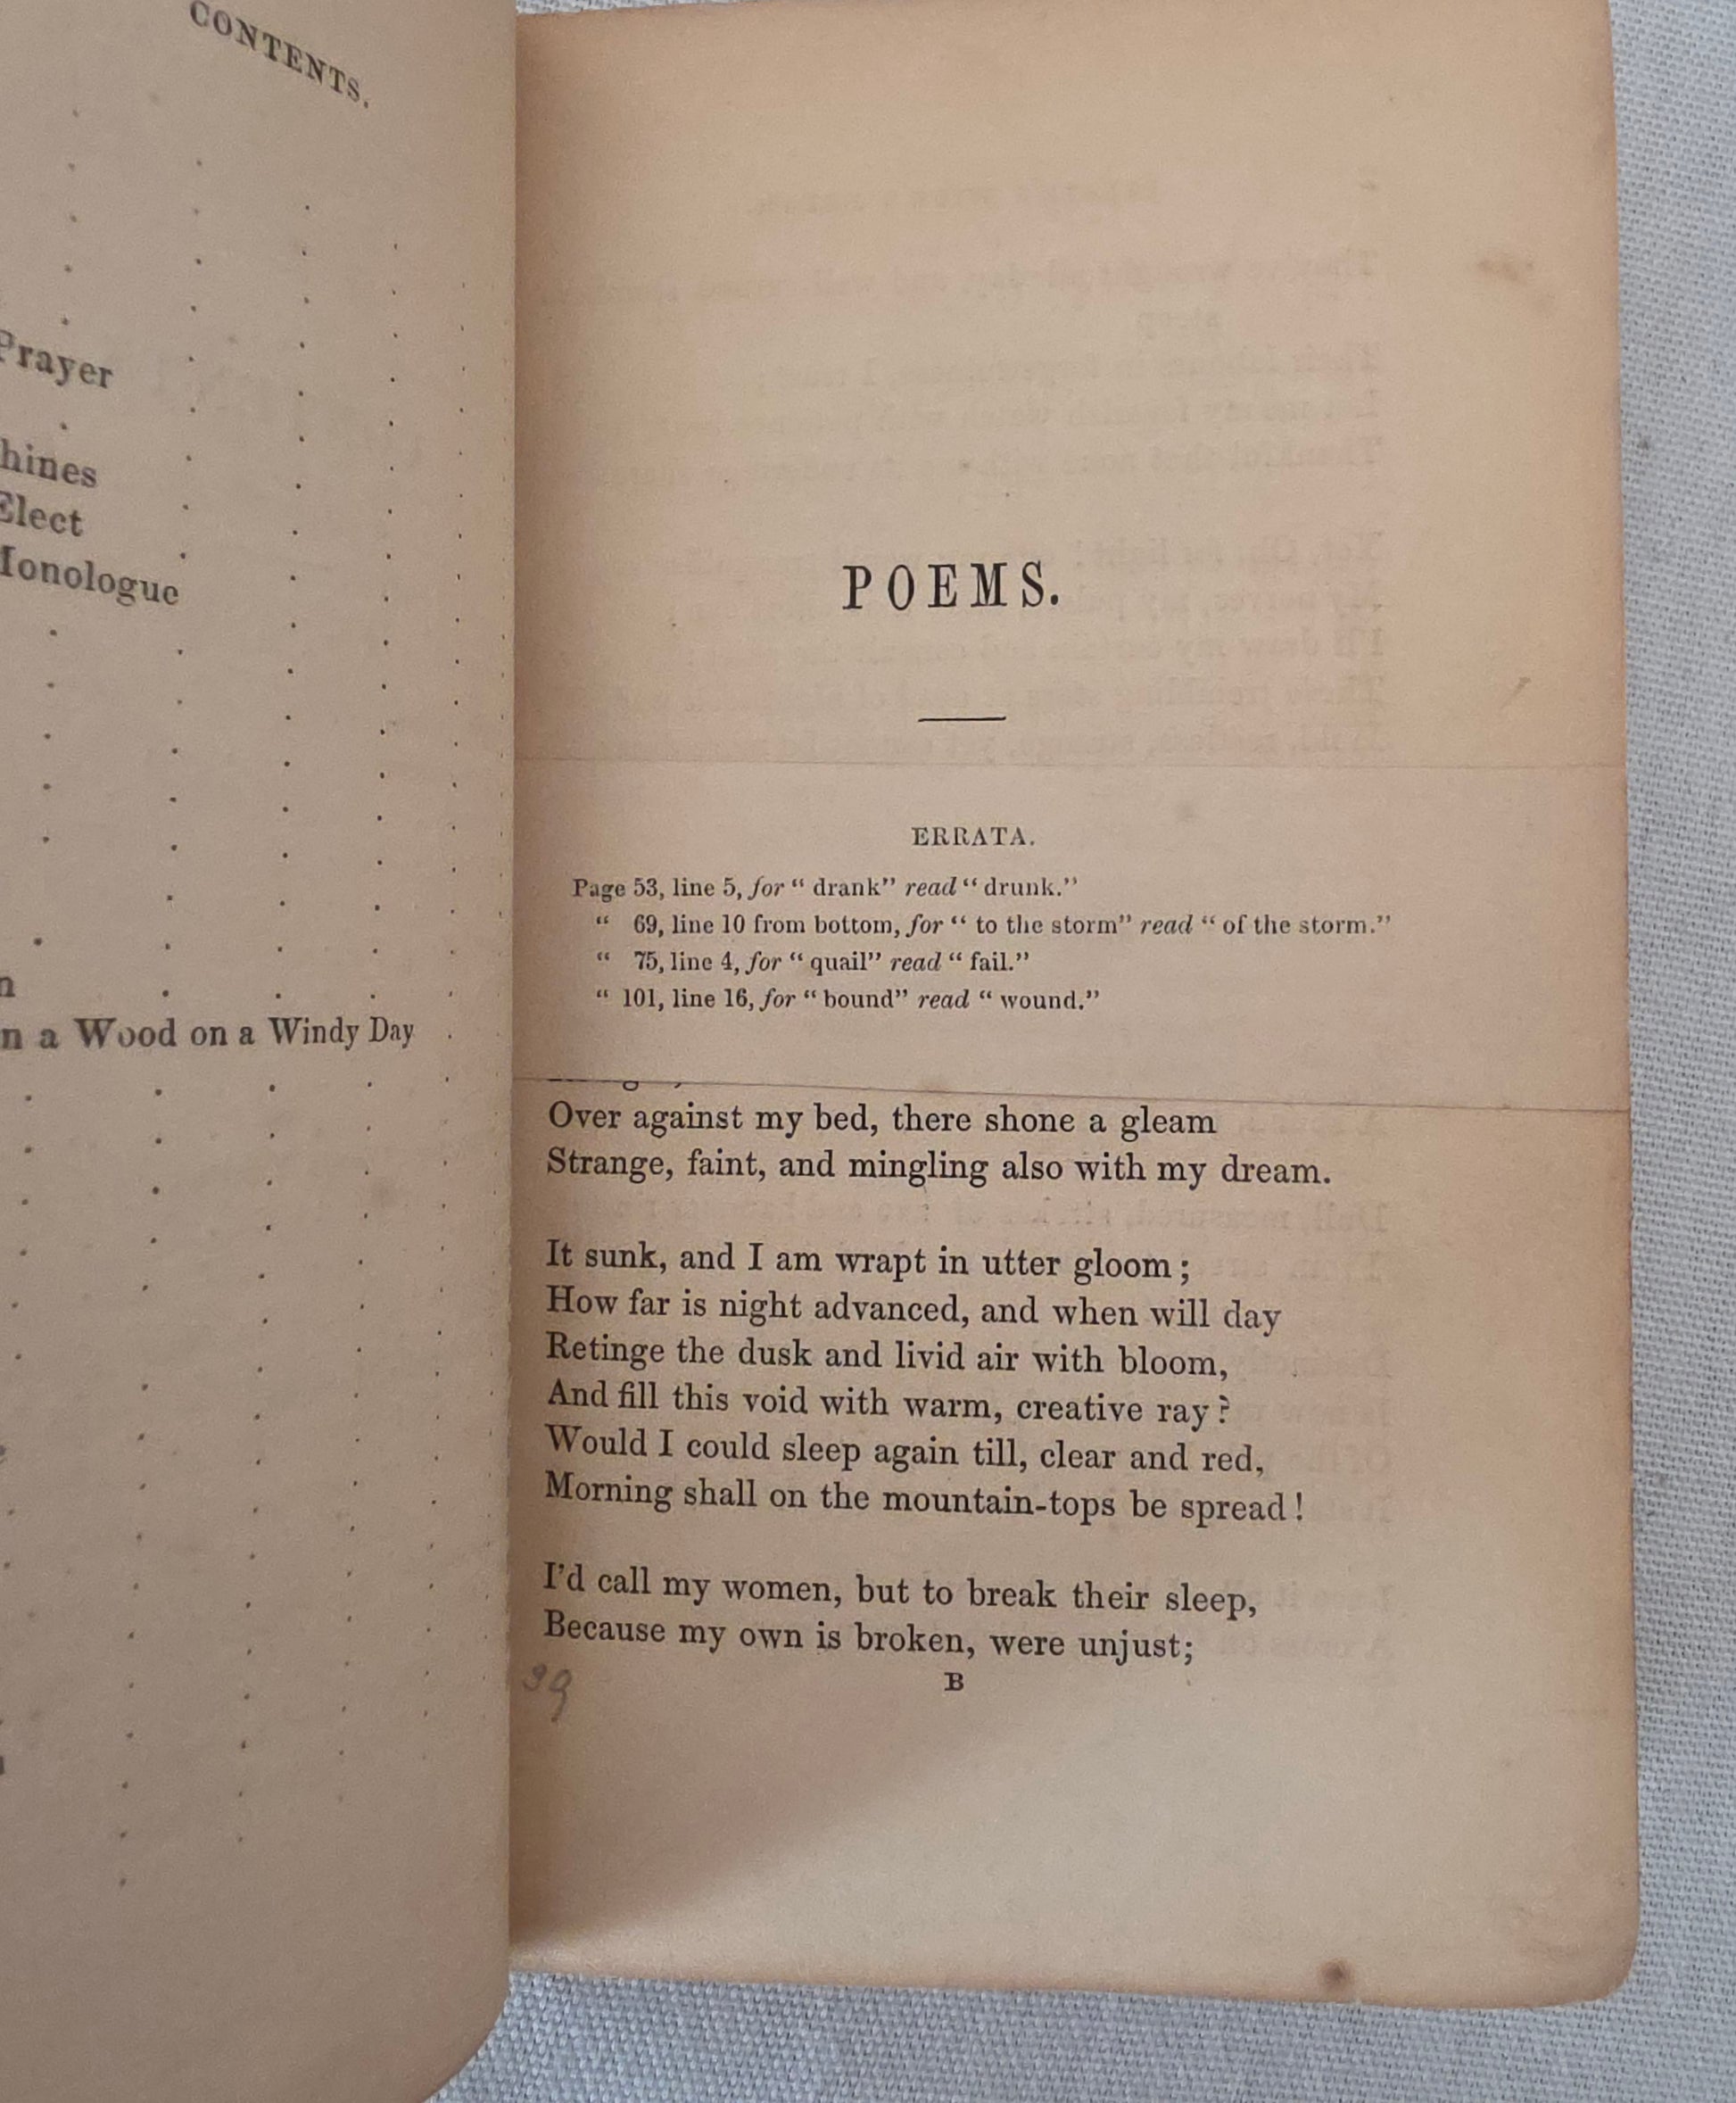 CONTENTS.
Prayer
hines
Elect
Monologue
n
n a Wood on a Windy Day
POEMS.
ERRATA.
Page 53, line 5, for “ drank” read “ drunk.”
“ 69, line 10 from bottom, for “ to the storm” read “ of the storm.”
“ 75, line 4, for “ quail” read “ fail.”
“ 101, line 16, for “ bound” read “ wound.”
Over against my bed, there shone a gleam
Strange, faint, and mingling also with my dream.
It sunk, and I am wrapt in utter gloom ;
How far is night advanced, and when will day
Retinge the dusk and livid air with bloom,
And fill this void with warm, creative ray ?
Would I could sleep again till, clear and red,
Morning shall on the mountain-tops be spread !
I’d call my women, but to break their sleep,
Because my own is broken, were unjust;
B
39